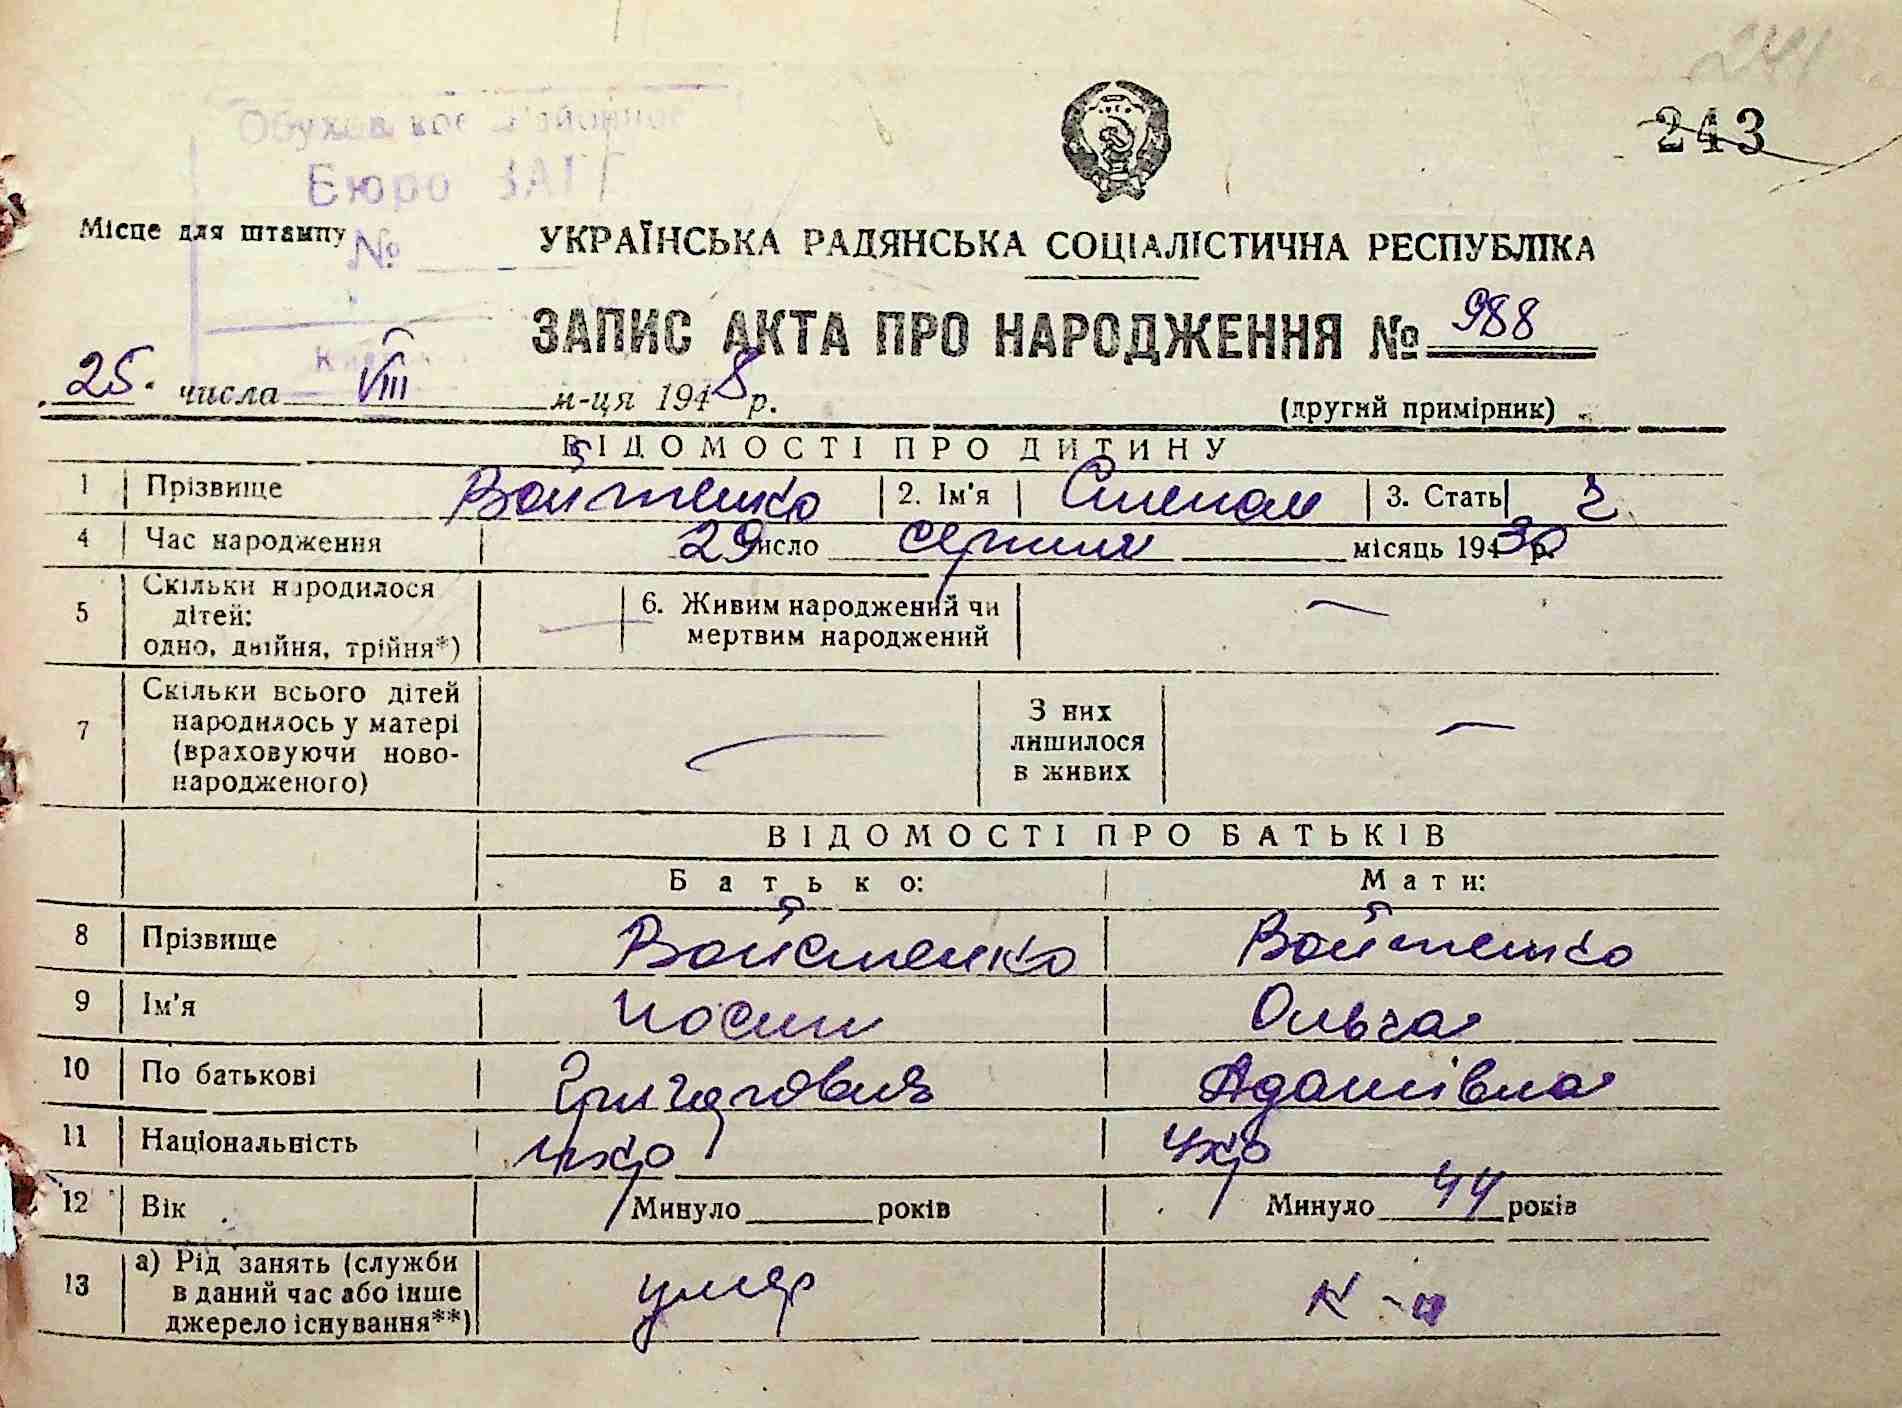 241
243
Обуховское Районное
Бюро ЗАГС
№
Місце для штампу
УКРАЇНСЬКА РАДЯНСЬКА СОЦІАЛІСТИЧНА РЕСПУБЛІКА
ЗАПИС АКТА ПРО НАРОДЖЕННЯ № 988
25. числа VIII м-ця 1948 р.
(другий примірник)
ВІДОМОСТІ ПРО ДИТИНУ
1 Прізвище Войтенко 2. Ім'я Степан 3. Стать ч
4 Час народження 29 число серпня місяць 1930 р.
5 Скільки народилося дітей: одно, двійня, трійня*) — 6. Живим народжений чи мертвим народжений —
7 Скільки всього дітей народилось у матері (враховуючи ново-народженого) — З них лишилося в живих —
ВІДОМОСТІ ПРО БАТЬКІВ
Батько: Мати:
8 Прізвище Войтенко Войтенко
9 Ім'я Йосип Ольга
10 По батькові Григорович Адамівна
11 Національність укр укр
12 Вік Минуло років Минуло 44 років
13 а) Рід занять (служби в даний час або інше джерело існування**) умер к-ц